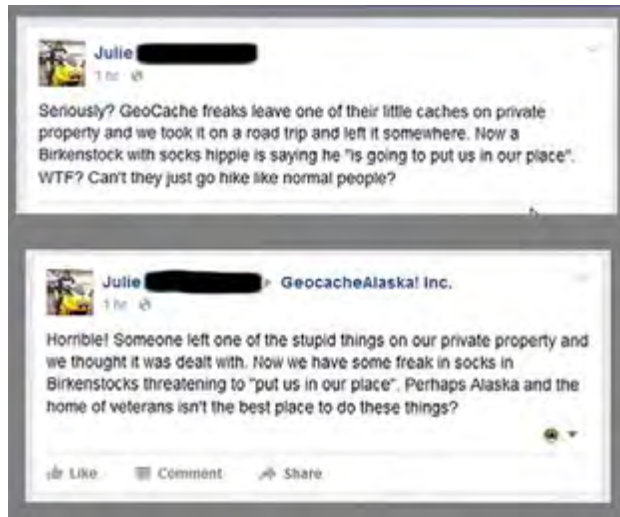 Julie
1 hr
Seriously? GeoCache freaks leave one of their little caches on private
property and we took it on a road trip and left it somewhere. Now a
Birkenstock with socks hippie is saying he "is going to put us in our place".
WTF? Can't they just go hike like normal people?
Julie GeocacheAlaska! Inc.
1 hr
Horrible! Someone left one of the stupid things on our private property and
we thought it was dealt with. Now we have some freak in socks in
Birkenstocks threatening to "put us in our place". Perhaps Alaska and the
home of veterans isn't the best place to do these things?
Like Comment Share